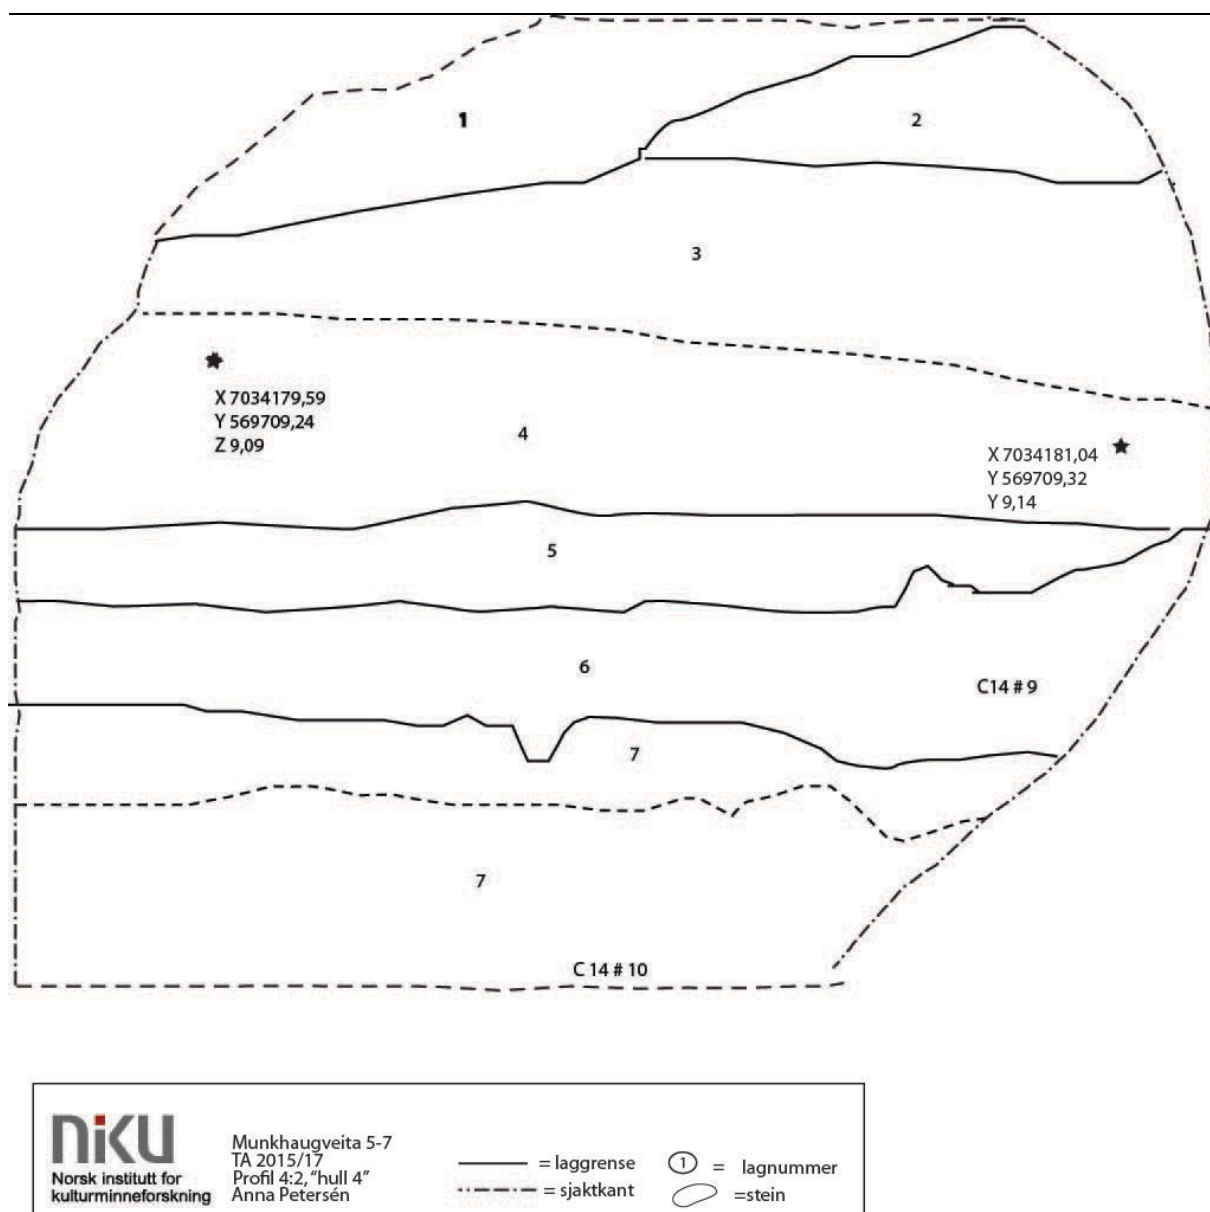 1
2
3
X 7034179,59
Y 569709,24
Z 9,09
4
X 7034181,04
Y 569709,32
Y 9,14
5
6
C14 # 9
7
7
C 14 # 10
niku
Norsk institutt for
kulturminneforskning
Munkhaugveita 5-7
TA 2015/17
Profil 4:2, "hull 4"
Anna Petersén
= laggrense
= sjaktkant
1 = lagnummer
=stein